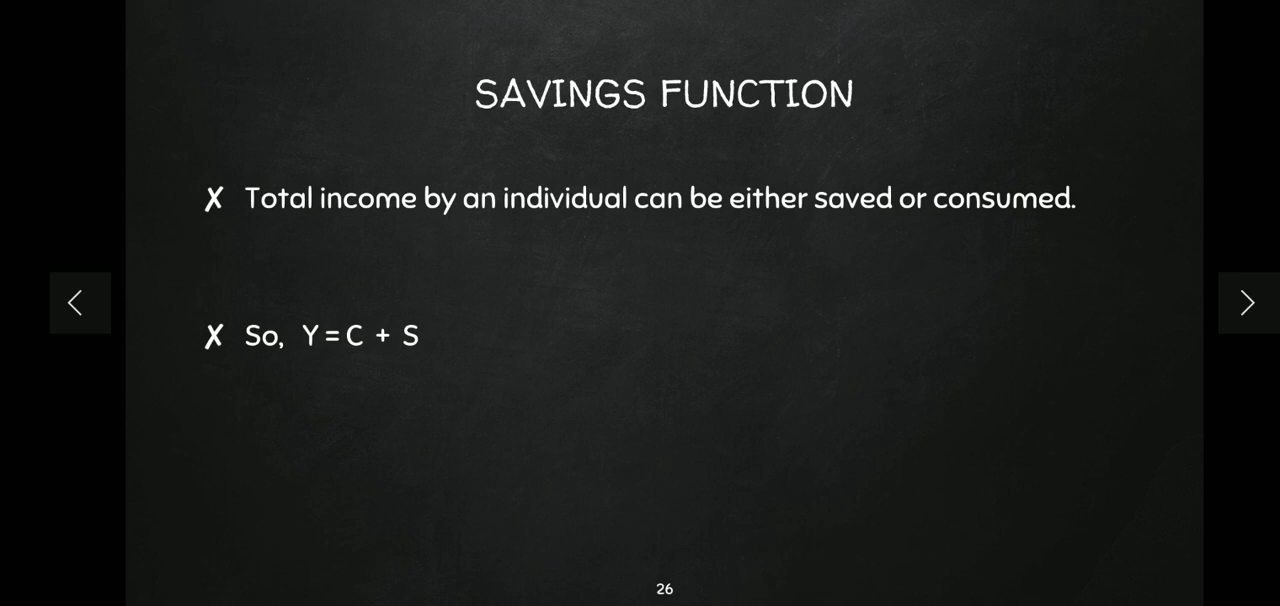 SAVINGS FUNCTION
✗ Total income by an individual can be either saved or consumed.
✗ So, Y = C + S
26